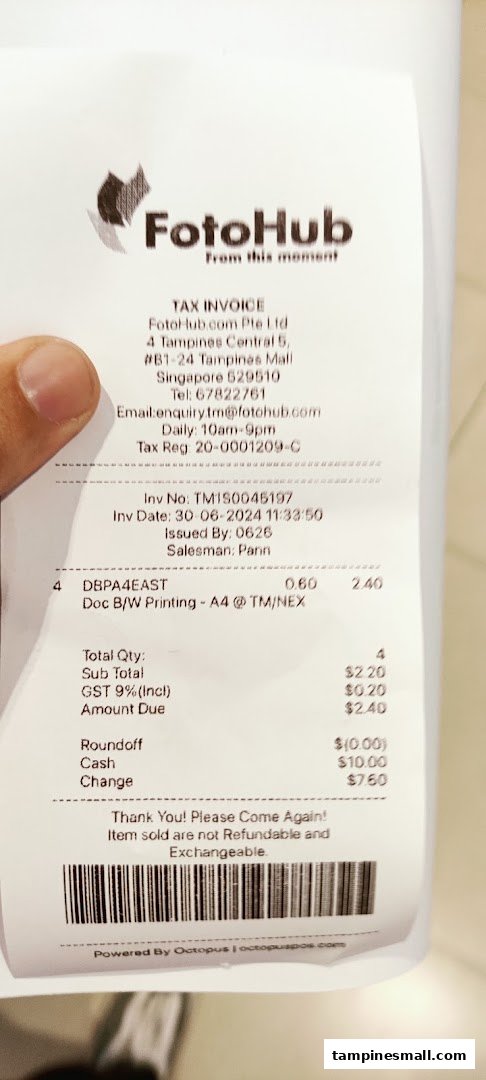 FotoHub
From this moment
TAX INVOICE
FotoHub.com Pte Ltd
4 Tampines Central 5,
#B1-24 Tampines Mall
Singapore 529510
Tel: 67822761
Email:enquiry.tm@fotohub.com
Daily: 10am-9pm
Tax Reg: 20-0001209-C
Inv No: TM1S0045197
Inv Date: 30-06-2024 11:33:50
Issued By: 0626
Salesman: Pann
4 DBPA4EAST 0.60 2.40
Doc B/W Printing - A4 @ TM/NEX
Total Qty: 4
Sub Total $2.20
GST 9%(Incl) $0.20
Amount Due $2.40
Roundoff $(0.00)
Cash $10.00
Change $7.60
Thank You! Please Come Again!
Item sold are not Refundable and
Exchangeable.
Powered By Octopus | octopuspos.com
tampinesmall.com